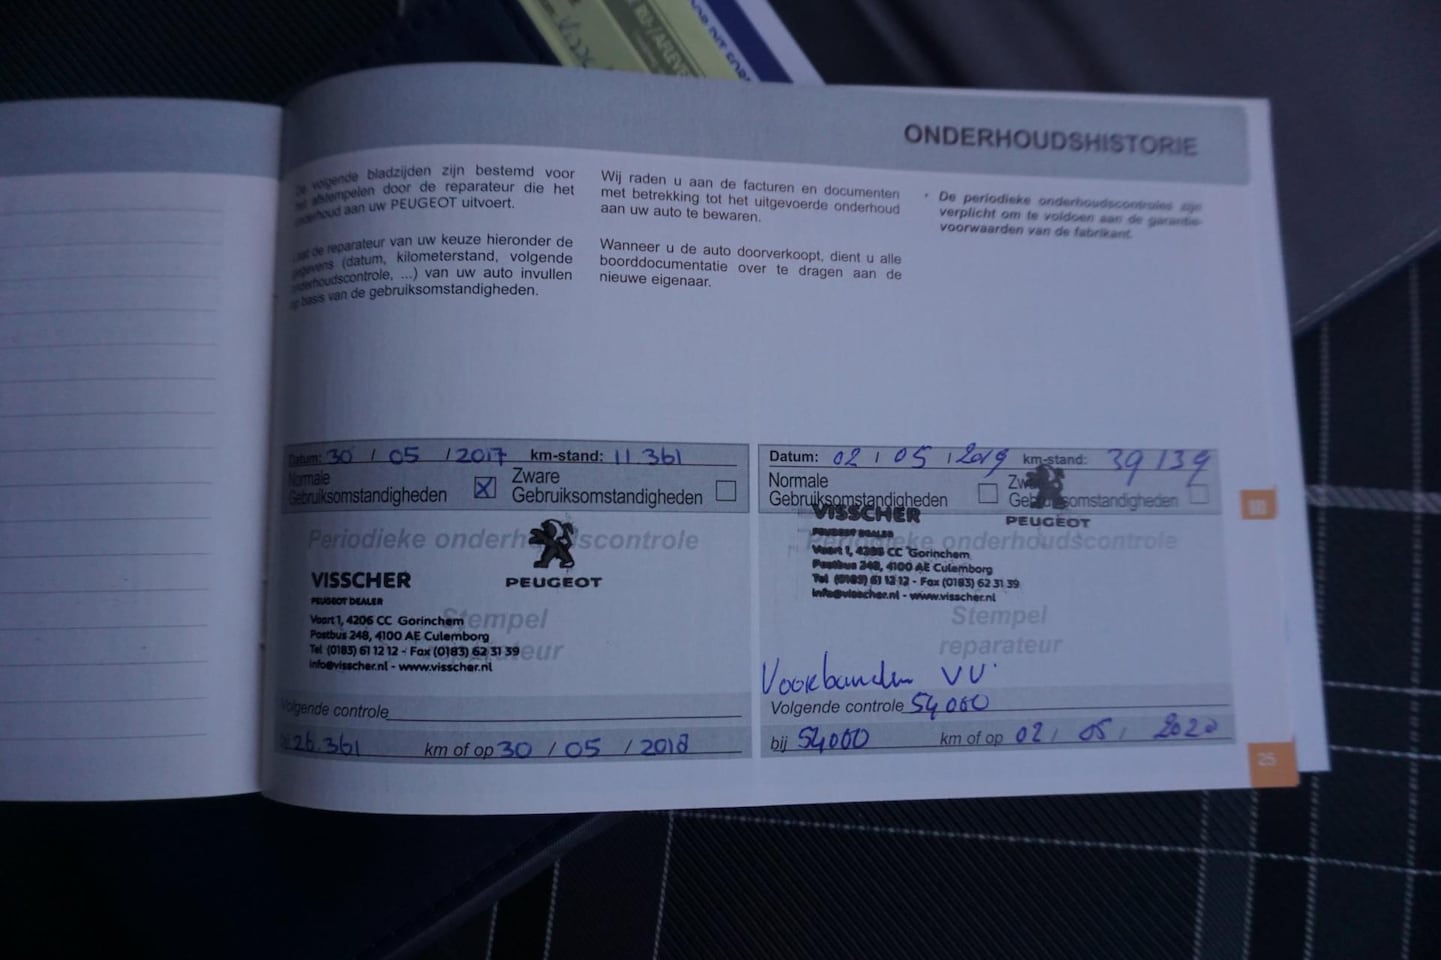 ONDERHOUDSHISTORIE
De volgende bladzijden zijn bestemd voor
het afstempelen door de reparateur die het
onderhoud aan uw PEUGEOT uitvoert.
Laat de reparateur van uw keuze hieronder de
gegevens (datum, kilometerstand, volgende
onderhoudscontrole, ...) van uw auto invullen
op basis van de gebruiksomstandigheden.
Wij raden u aan de facturen en documenten
met betrekking tot het uitgevoerde onderhoud
aan uw auto te bewaren.
Wanneer u de auto doorverkoopt, dient u alle
boorddocumentatie over te dragen aan de
nieuwe eigenaar.
• De periodieke onderhoudscontroles zijn
verplicht om te voldoen aan de garantie-
voorwaarden van de fabrikant.
Datum: 30 / 05 / 2017 km-stand: 11.361
Normale
Gebruiksomstandigheden
Zware
Gebruiksomstandigheden
Periodieke onderhoudscontrole
PEUGEOT
VISSCHER
PEUGEOT DEALER
Voort 1, 4206 CC Gorinchem
Postbus 248, 4100 AE Culemborg
Tel (0183) 61 12 12 - Fax (0183) 62 31 39
info@visscher.nl - www.visscher.nl
Stempel
reparateur
Volgende controle
bij 26.361 km of op 30 / 05 / 2018
Datum: 02 / 05 / 2019 km-stand: 39139
Normale
Gebruiksomstandigheden
Zware
Gebruiksomstandigheden
Periodieke onderhoudscontrole
PEUGEOT
VISSCHER
PEUGEOT DEALER
Voort 1, 4206 CC Gorinchem
Postbus 248, 4100 AE Culemborg
Tel (0183) 61 12 12 - Fax (0183) 62 31 39
info@visscher.nl - www.visscher.nl
Stempel
reparateur
Voorbanden VV.
Volgende controle 54000
bij 54000 km of op 02 / 05 / 2020
25